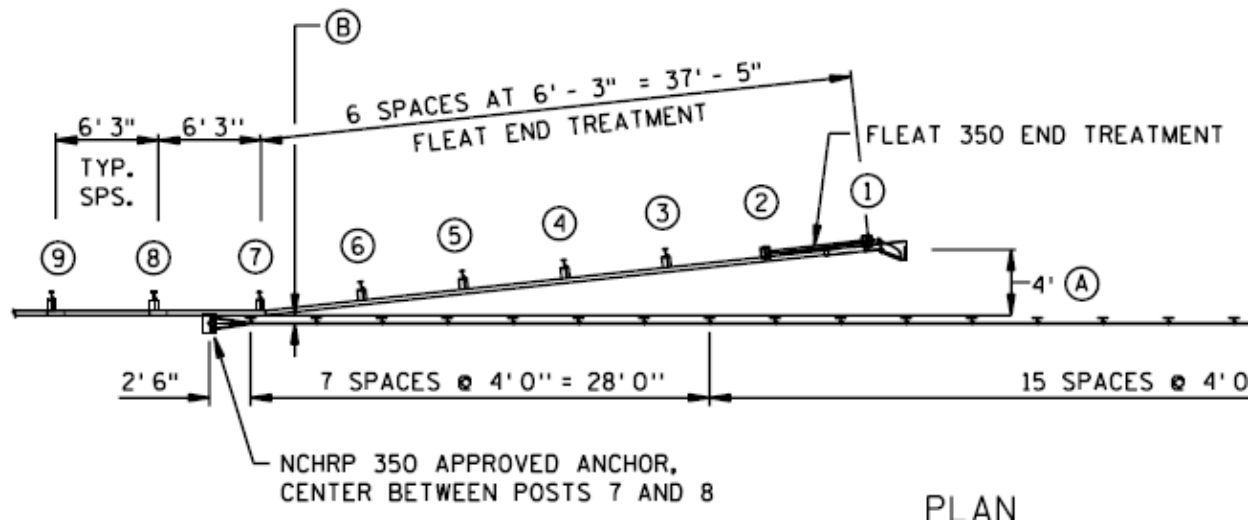 B
6 SPACES AT 6' - 3" = 37' - 5"
FLEAT END TREATMENT
6' 3"
6' 3"
TYP.
SPS.
FLEAT 350 END TREATMENT
1
2
3
4
5
6
7
8
9
4' A
2' 6"
7 SPACES @ 4' 0" = 28' 0"
15 SPACES @ 4' 0
NCHRP 350 APPROVED ANCHOR,
CENTER BETWEEN POSTS 7 AND 8
PLAN